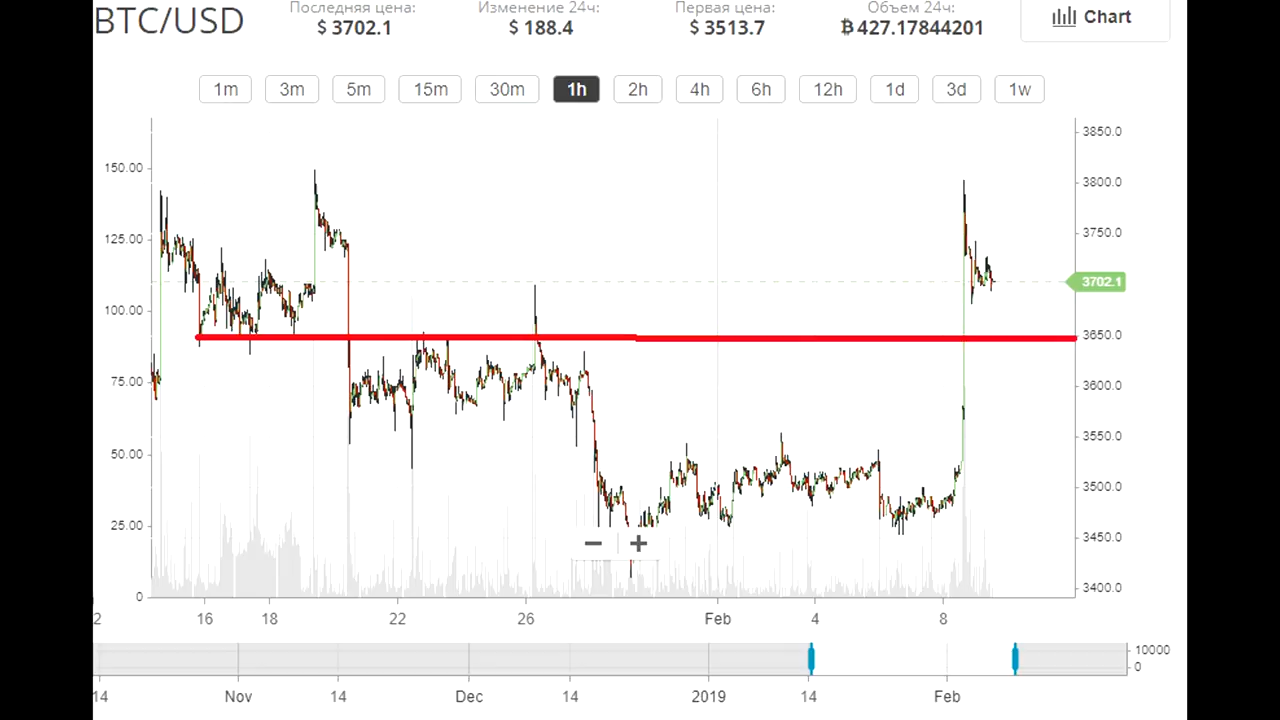 BTC/USD
Последняя цена: Изменение 24ч: Первая цена: Объем 24ч:
$ 3702.1 $ 188.4 $ 3513.7 ₿ 427.17844201
Chart
1m 3m 5m 15m 30m 1h 2h 4h 6h 12h 1d 3d 1w
3850.0
150.00 3800.0
125.00 3750.0
3702.1
100.00 3650.0
75.00 3600.0
3550.0
50.00 3500.0
25.00 3450.0
− +
0 3400.0
2 16 18 22 26 Feb 4 8
10000
0
14 Nov 14 Dec 14 2019 14 Feb